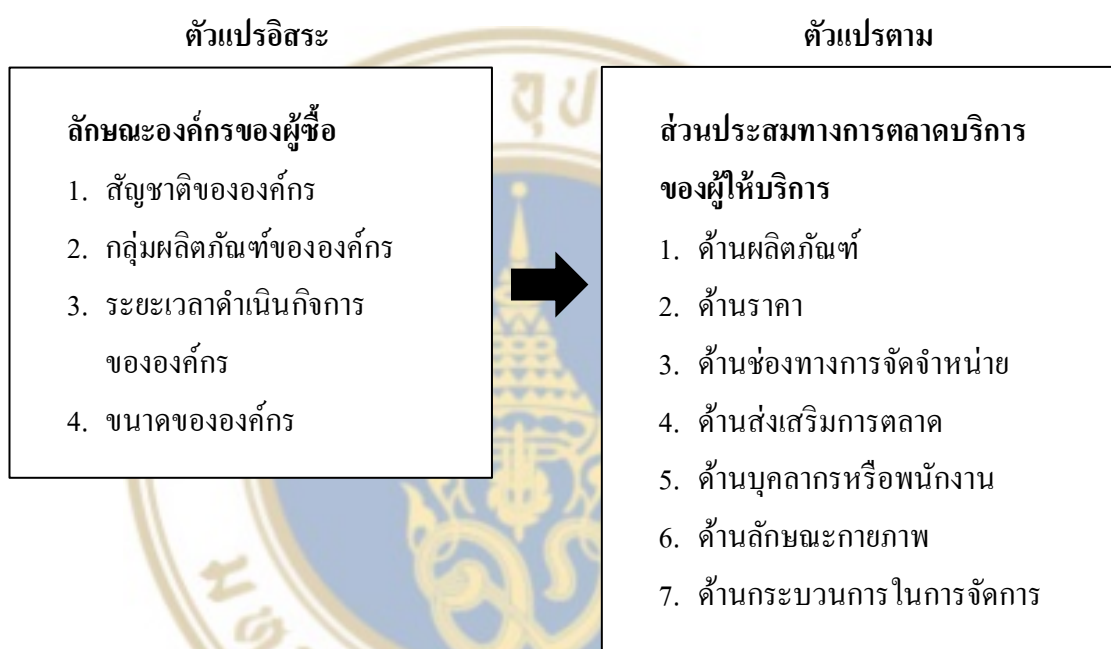 ตัวแปรอิสระ
ลักษณะองค์กรของผู้ซื้อ
1. สัญชาติขององค์กร
2. กลุ่มผลิตภัณฑ์ขององค์กร
3. ระยะเวลาดำเนินกิจการ
ขององค์กร
4. ขนาดขององค์กร
ตัวแปรตาม
ส่วนประสมทางการตลาดบริการ
ของผู้ให้บริการ
1. ด้านผลิตภัณฑ์
2. ด้านราคา
3. ด้านช่องทางการจัดจำหน่าย
4. ด้านส่งเสริมการตลาด
5. ด้านบุคลากรหรือพนักงาน
6. ด้านลักษณะกายภาพ
7. ด้านกระบวนการในการจัดการ